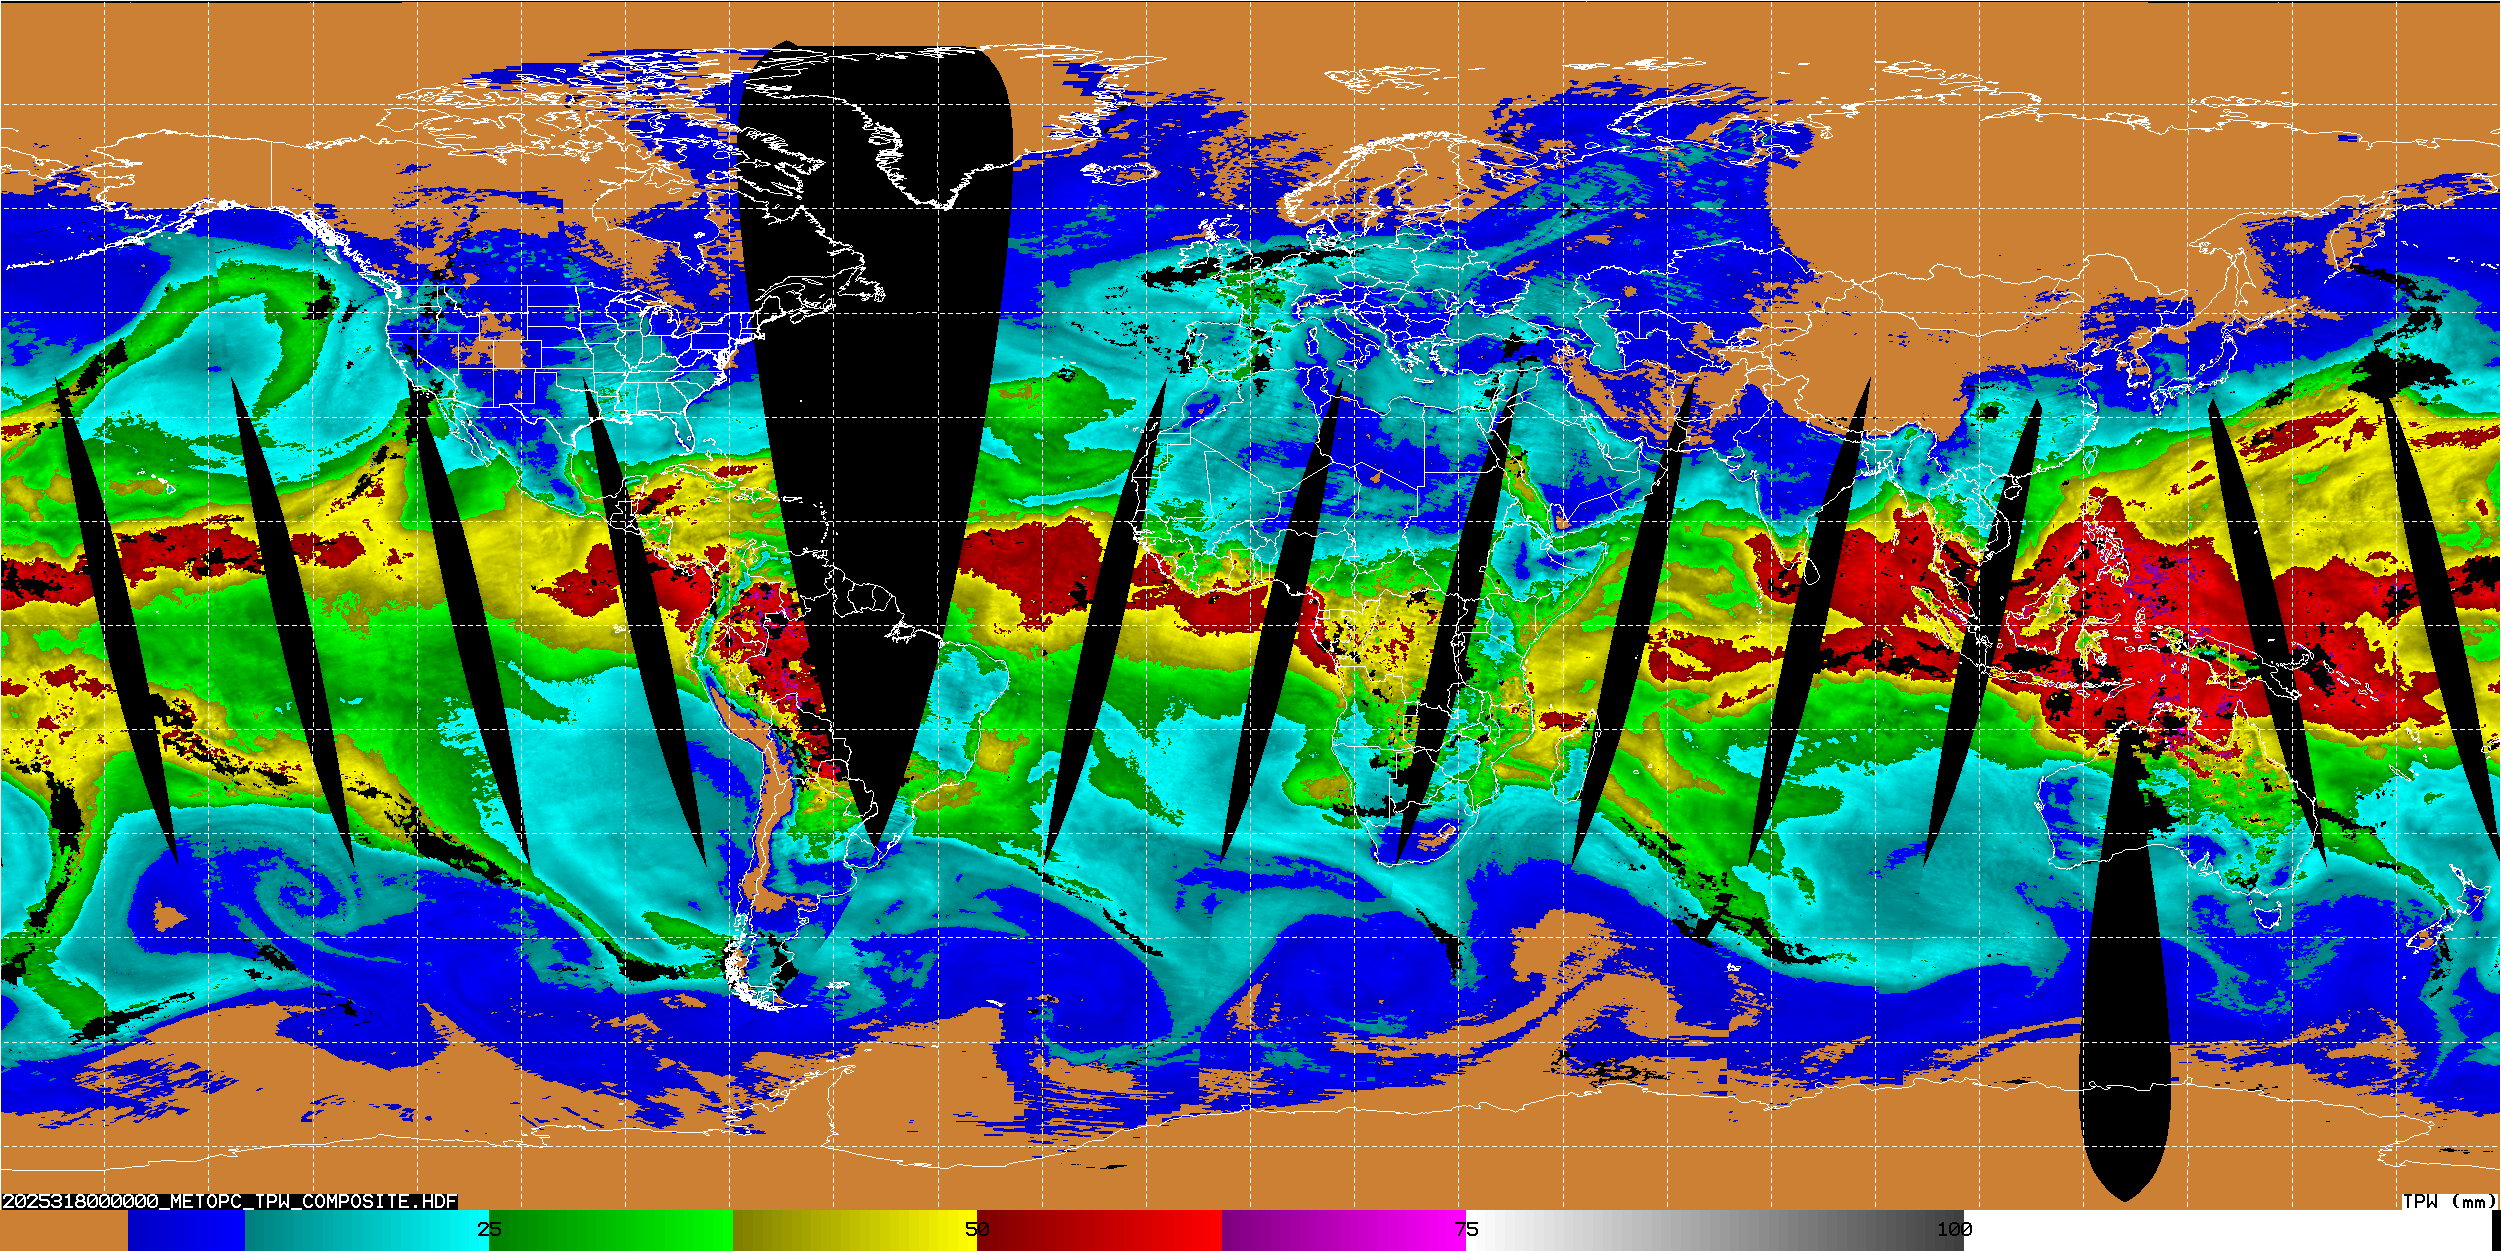 2025318000000_METOPC_TPW_COMPOSITE.HDF
TPW (mm)
25 50 75 100